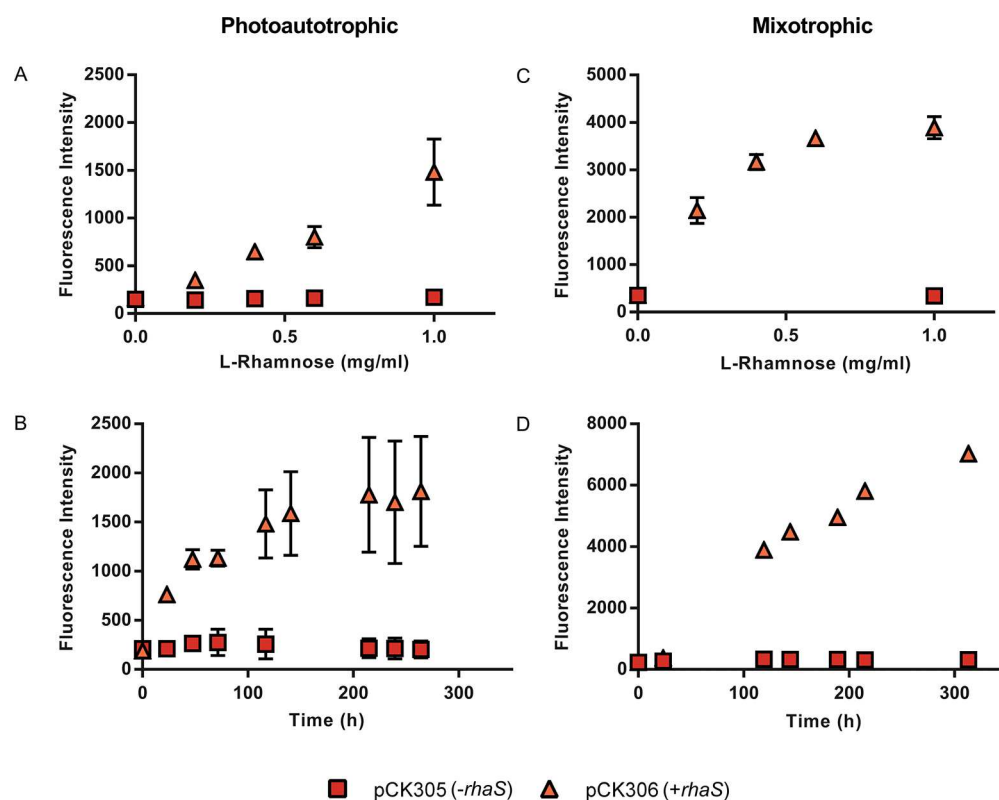 Photoautotrophic
Mixotrophic
A
2500
2000
1500
1000
500
0
Fluorescence Intensity
0.0
0.5
1.0
L-Rhamnose (mg/ml)
C
5000
4000
3000
2000
1000
0
Fluorescence Intensity
0.0
0.5
1.0
L-Rhamnose (mg/ml)
B
2500
2000
1500
1000
500
0
Fluorescence Intensity
0
100
200
300
Time (h)
D
8000
6000
4000
2000
0
Fluorescence Intensity
0
100
200
300
Time (h)
pCK305 (-rhaS)
pCK306 (+rhaS)